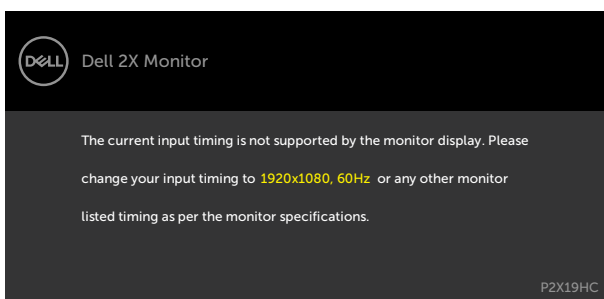 DELL
Dell 2X Monitor
The current input timing is not supported by the monitor display. Please
change your input timing to 1920x1080, 60Hz or any other monitor
listed timing as per the monitor specifications.
P2X19HC